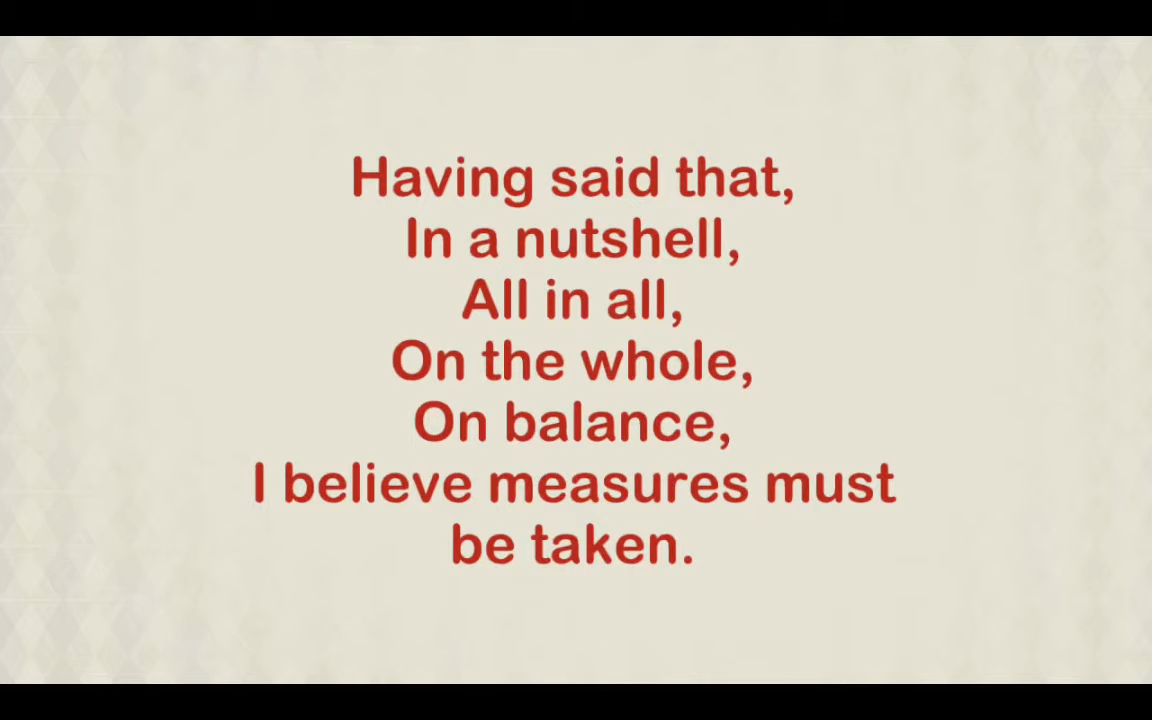 Having said that,
In a nutshell,
All in all,
On the whole,
On balance,
I believe measures must
be taken.